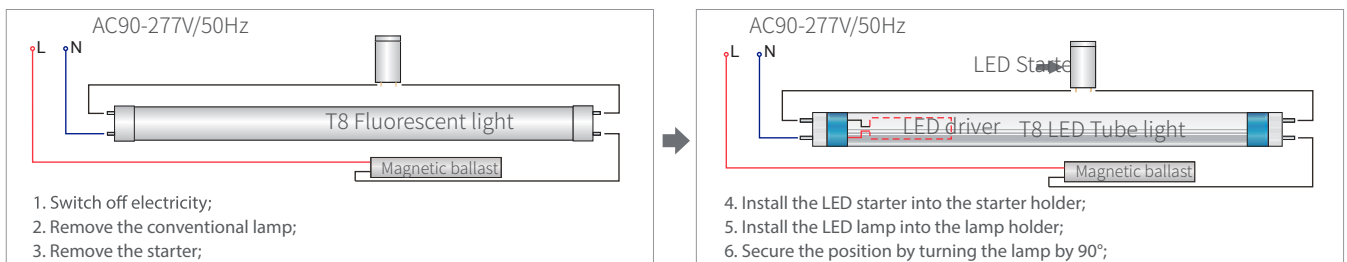 AC90-277V/50Hz
L N
T8 Fluorescent light
Magnetic ballast
1. Switch off electricity;
2. Remove the conventional lamp;
3. Remove the starter;
AC90-277V/50Hz
L N
LED Starte
LED driver T8 LED Tube light
Magnetic ballast
4. Install the LED starter into the starter holder;
5. Install the LED lamp into the lamp holder;
6. Secure the position by turning the lamp by 90°;